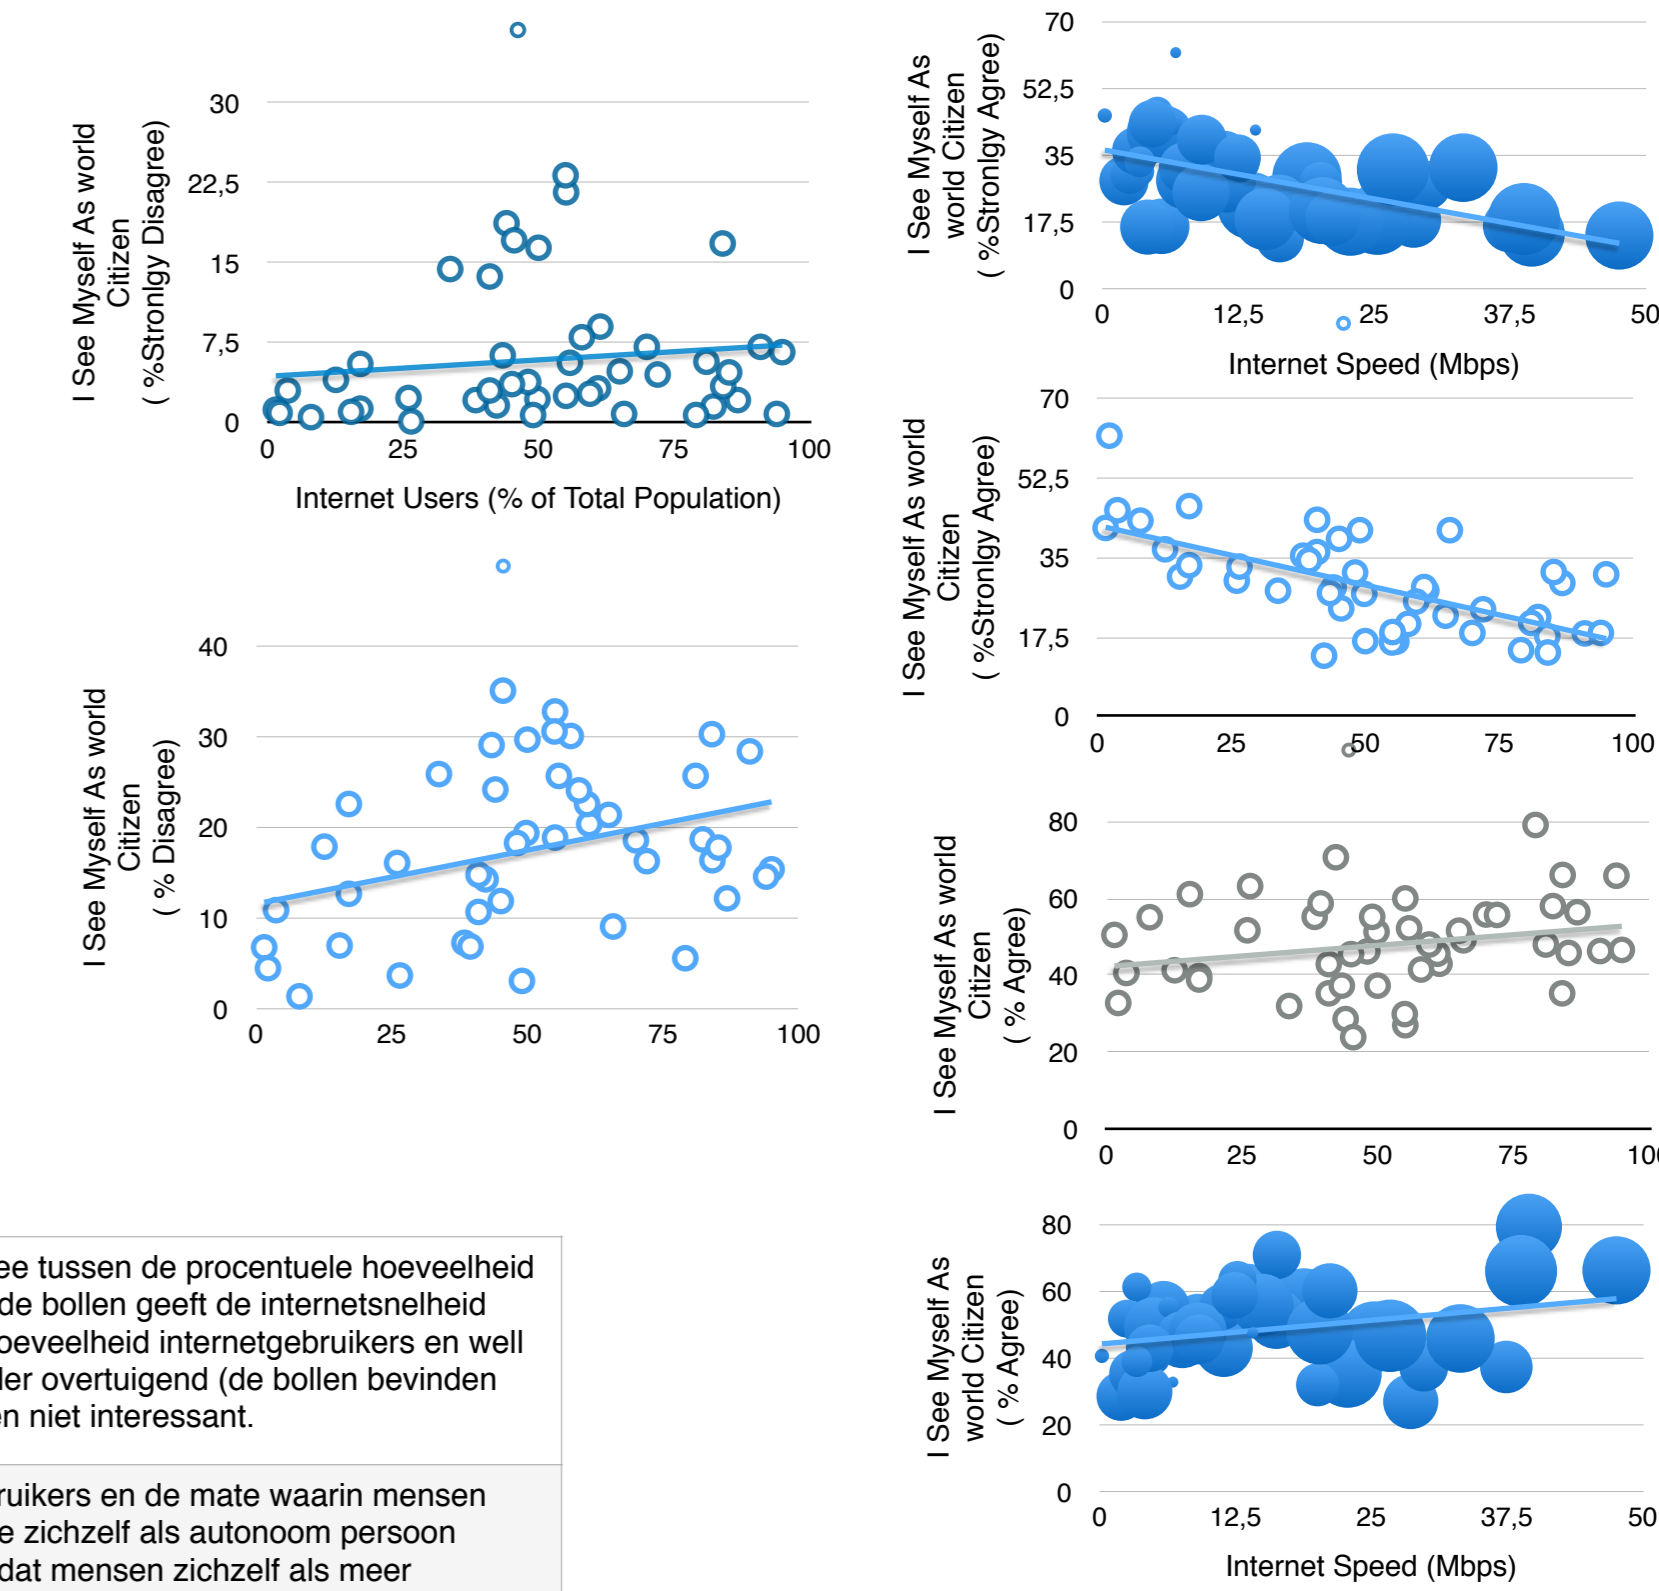 I See Myself As world
Citizen
( %Stronlgy Disagree)
30
22,5
15
7,5
0
0
25
50
75
100
Internet Users (% of Total Population)
I See Myself As world
Citizen
( % Disagree)
40
30
20
10
0
0
25
50
75
100
ee tussen de procentuele hoeveelheid
de bollen geeft de internetsnelheid
oeveelheid internetgebruikers en well
ler overtuigend (de bollen bevinden
en niet interessant.
ruikers en de mate waarin mensen
e zichzelf als autonoom persoon
dat mensen zichzelf als meer
I See Myself As
world Citizen
( %Stronlgy Agree)
70
52,5
35
17,5
0
0
12,5
25
37,5
50
Internet Speed (Mbps)
I See Myself As world
Citizen
( %Stronlgy Agree)
70
52,5
35
17,5
0
0
25
50
75
100
I See Myself As world
Citizen
( % Agree)
80
60
40
20
0
0
25
50
75
100
I See Myself As
world Citizen
( % Agree)
80
60
40
20
0
0
12,5
25
37,5
50
Internet Speed (Mbps)